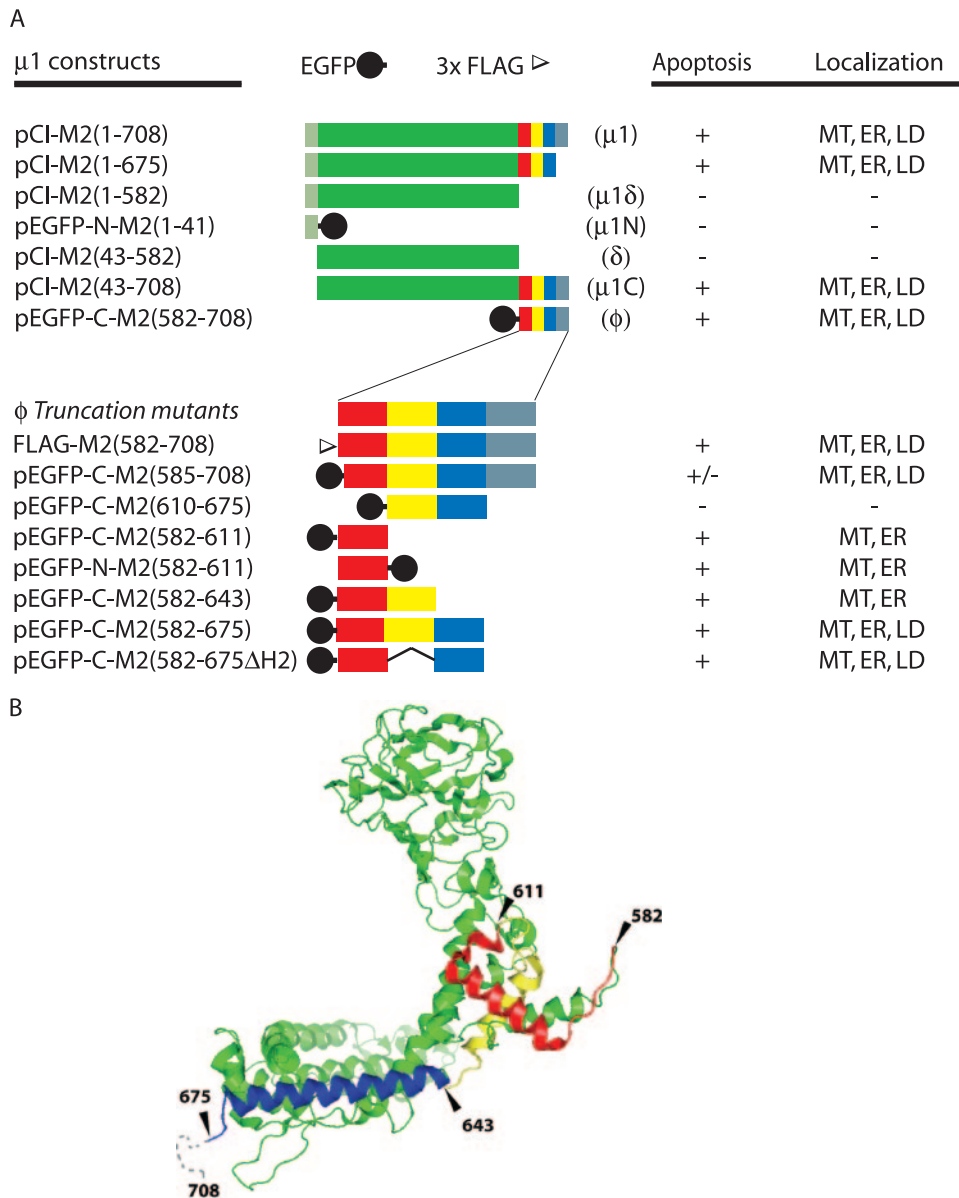 A
μ1 constructs EGFP 3x FLAG Apoptosis Localization
pCI-M2(1-708) (μ1) + MT, ER, LD
pCI-M2(1-675) + MT, ER, LD
pCI-M2(1-582) (μ1δ) - -
pEGFP-N-M2(1-41) (μ1N) - -
pCI-M2(43-582) (δ) - -
pCI-M2(43-708) (μ1C) + MT, ER, LD
pEGFP-C-M2(582-708) (ϕ) + MT, ER, LD
ϕ Truncation mutants
FLAG-M2(582-708) + MT, ER, LD
pEGFP-C-M2(585-708) +/- MT, ER, LD
pEGFP-C-M2(610-675) - -
pEGFP-C-M2(582-611) + MT, ER
pEGFP-N-M2(582-611) + MT, ER
pEGFP-C-M2(582-643) + MT, ER
pEGFP-C-M2(582-675) + MT, ER, LD
pEGFP-C-M2(582-675ΔH2) + MT, ER, LD
B
611
582
675
643
708